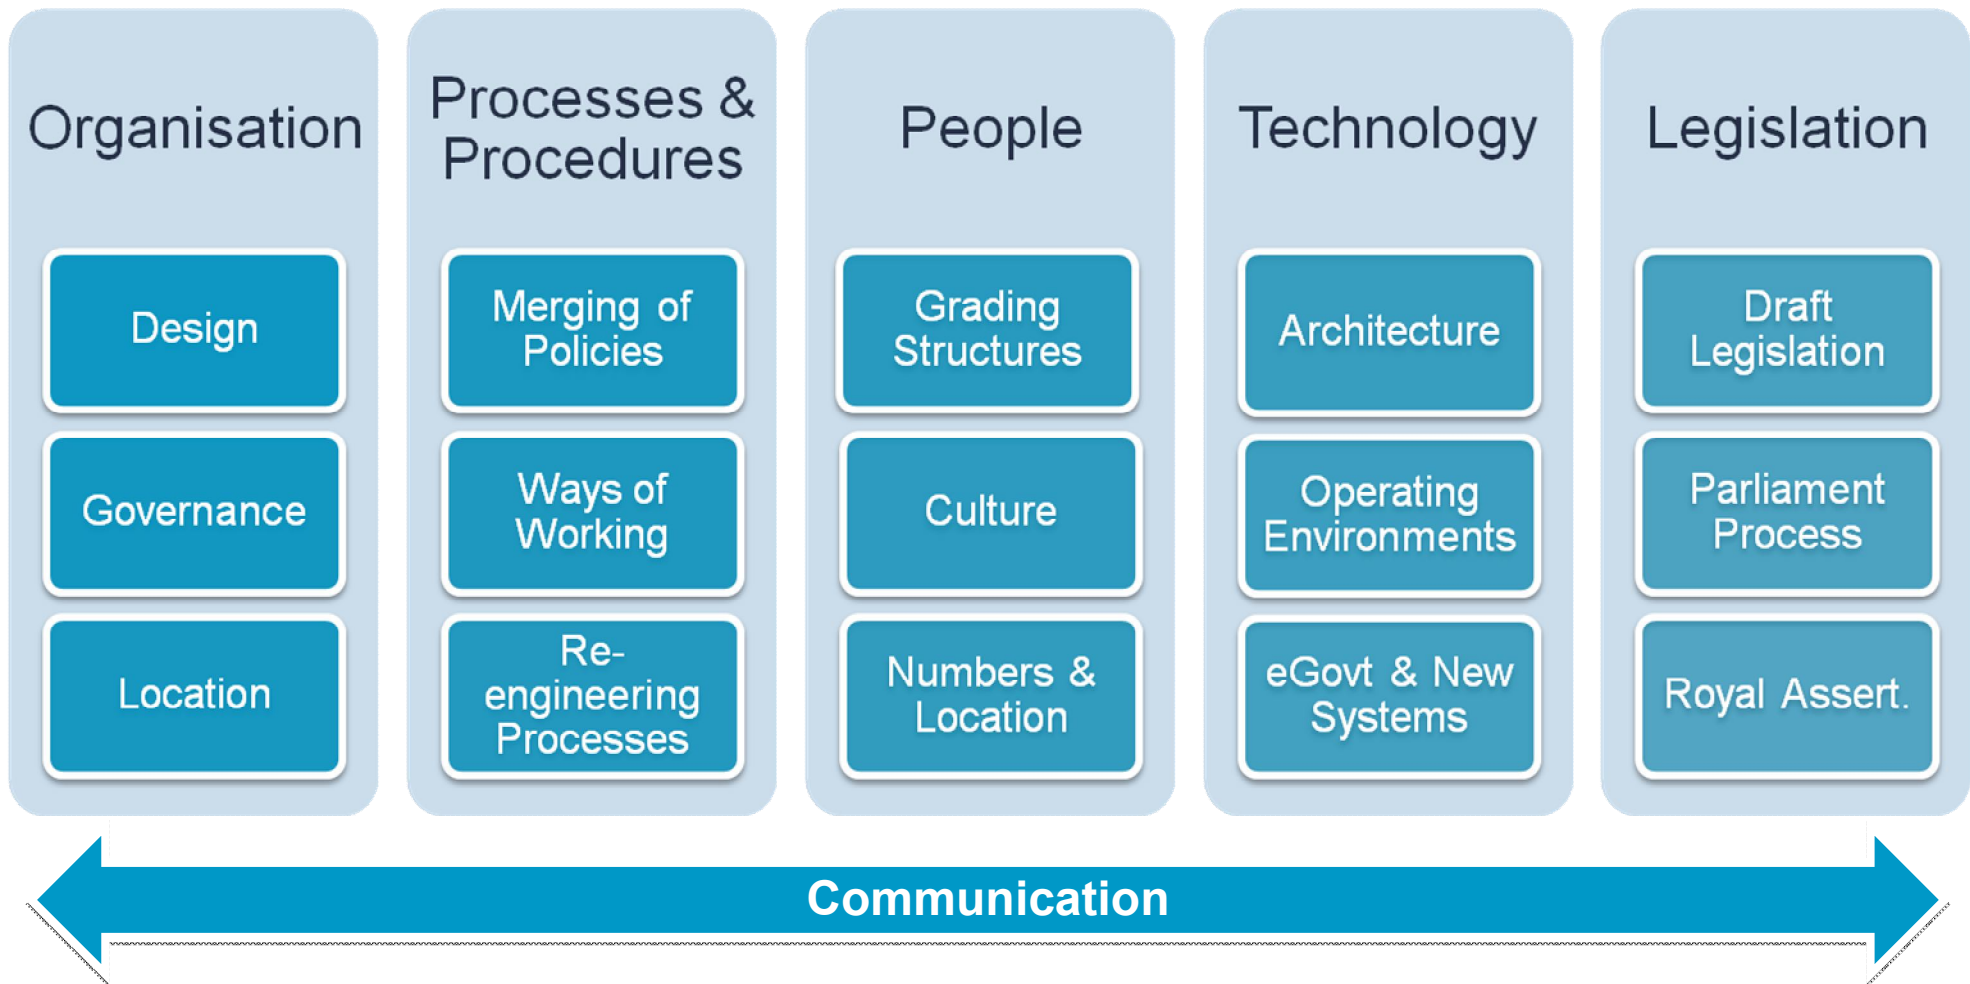 Organisation
Design
Governance
Location
Processes &
Procedures
Merging of
Policies
Ways of
Working
Re-
engineering
Processes
People
Grading
Structures
Culture
Numbers &
Location
Technology
Architecture
Operating
Environments
eGovt & New
Systems
Legislation
Draft
Legislation
Parliament
Process
Royal Assert.
Communication